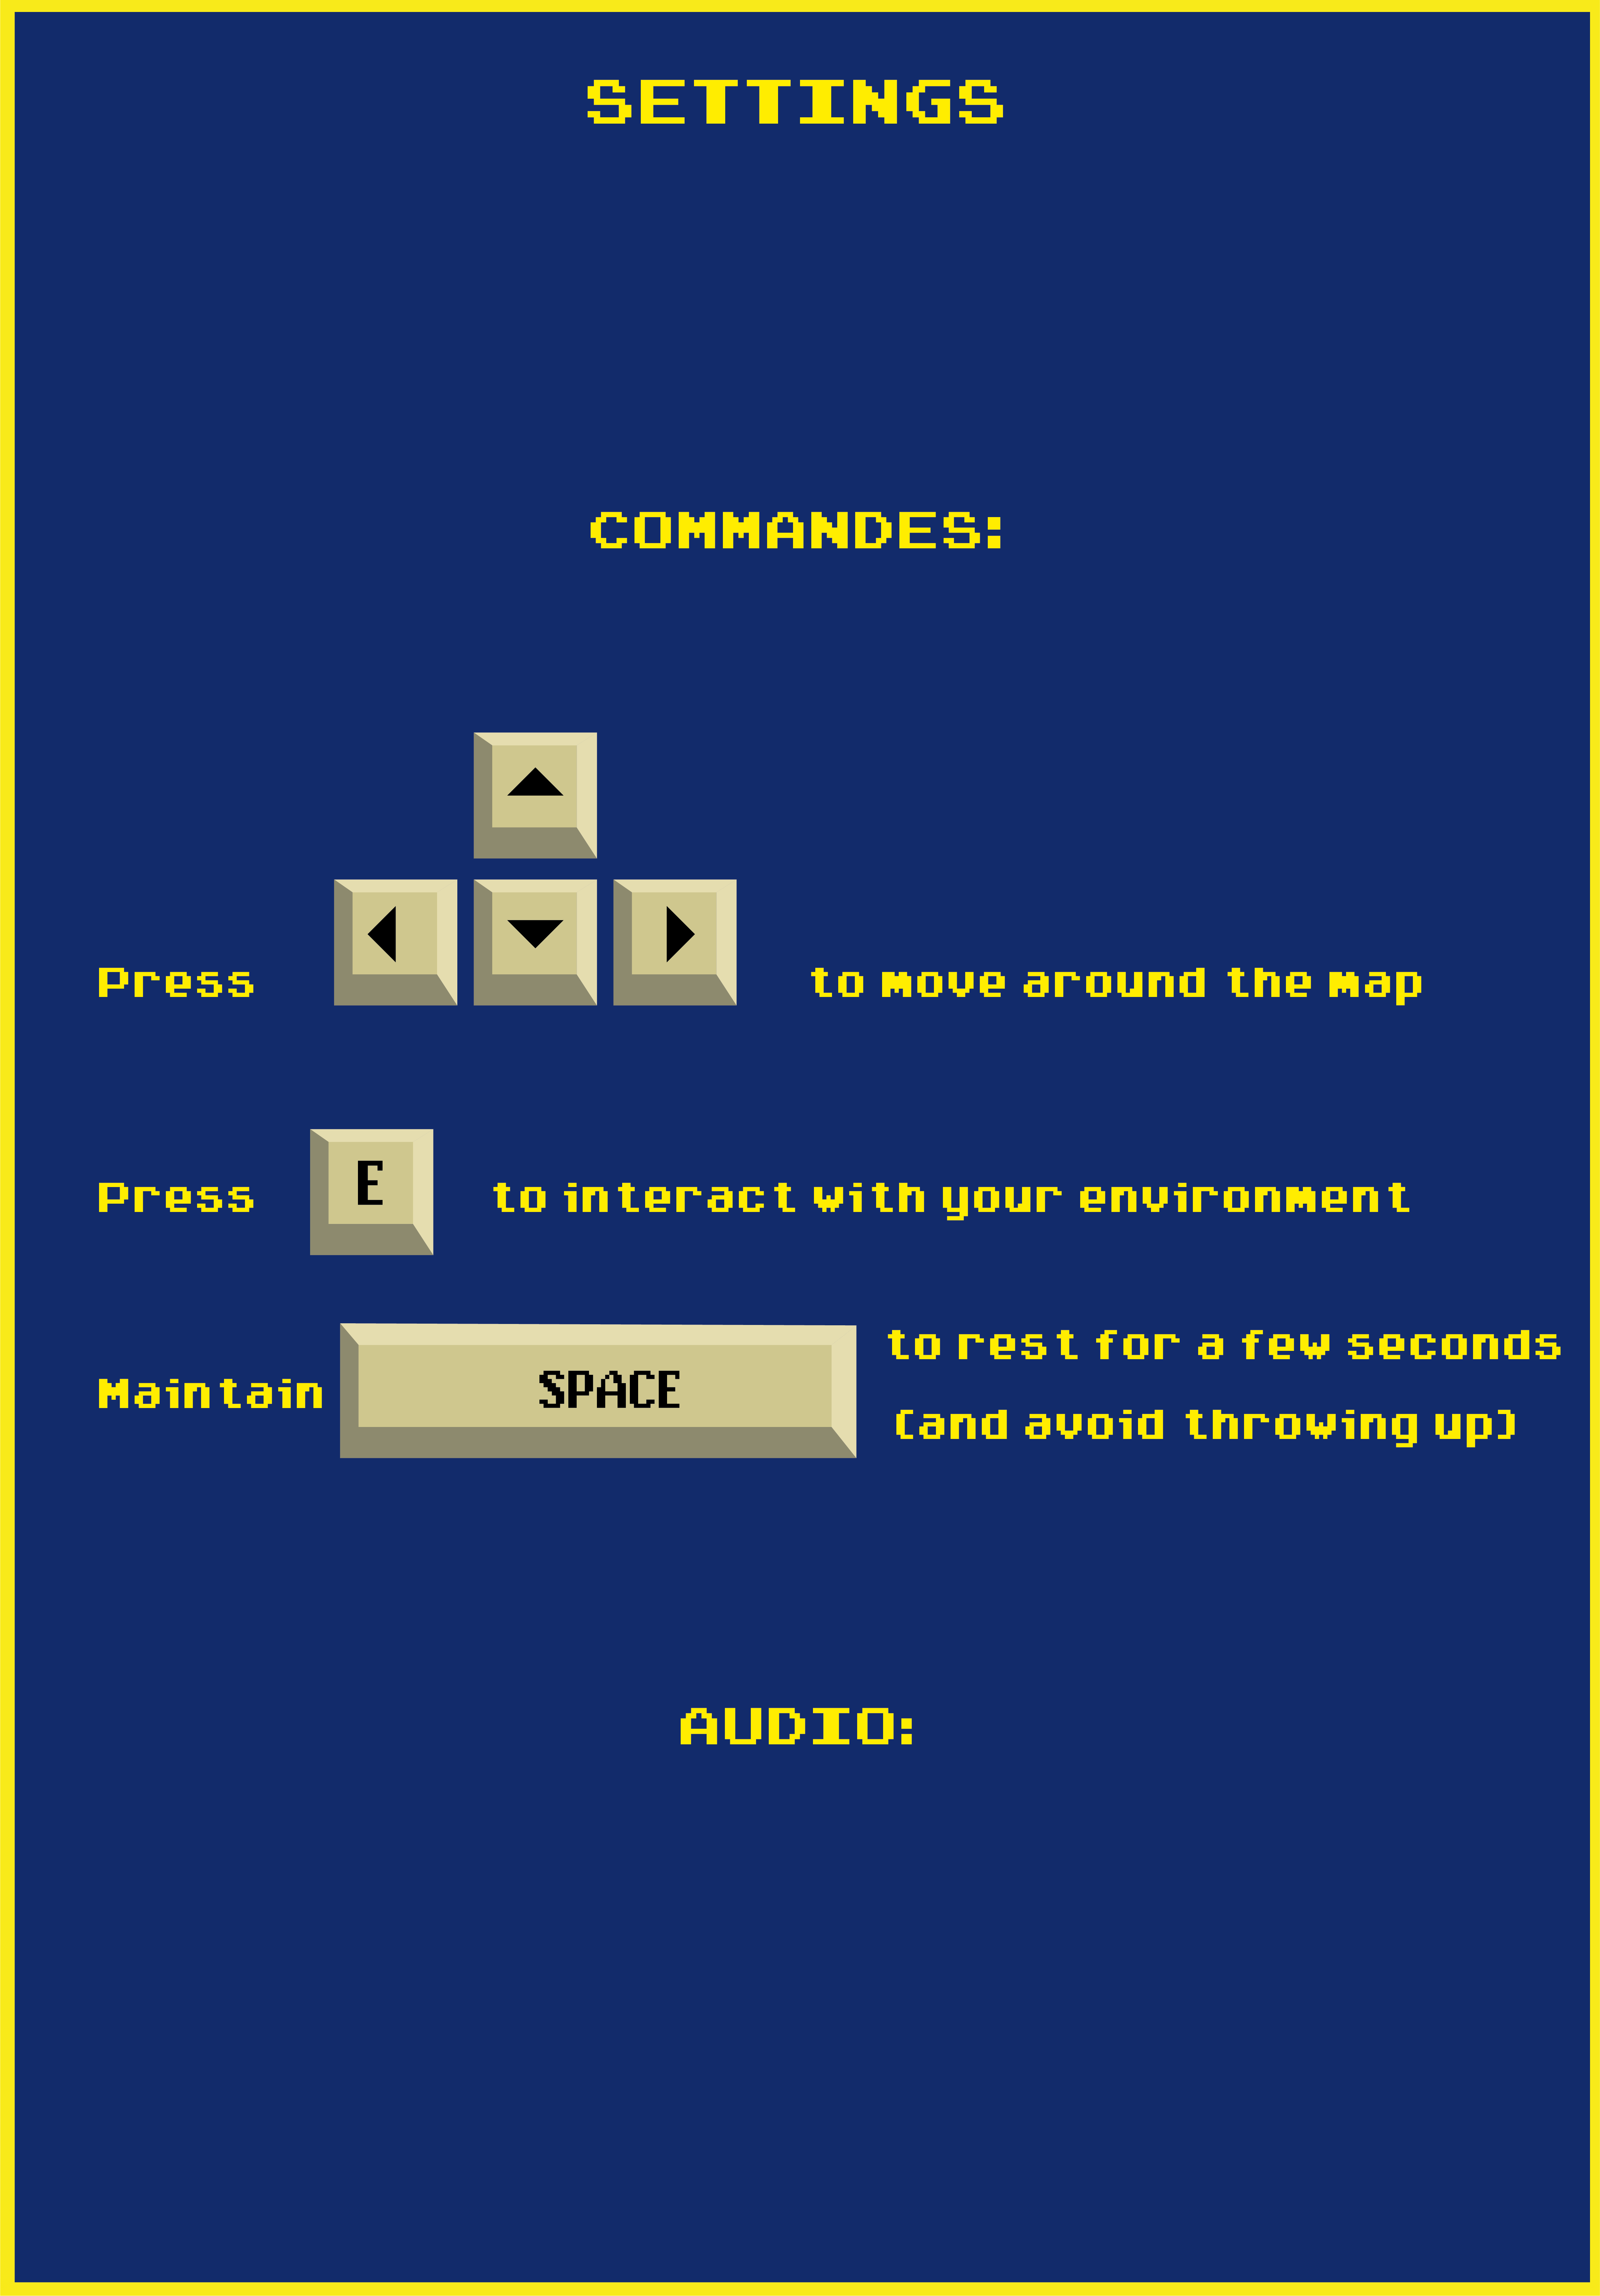 SETTINGS
COMMANDES:
Press to move around the map
Press E to interact with your environment
to rest for a few seconds
Maintain SPACE
(and avoid throwing up)
AUDIO: